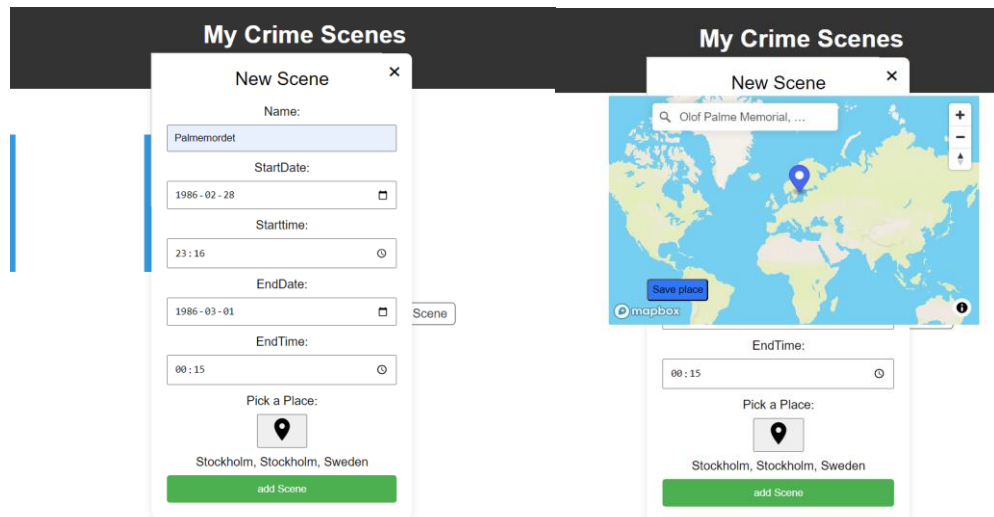 My Crime Scenes
New Scene ×
Name:
Palmemordet
StartDate:
1986-02-28
Starttime:
23:16
EndDate:
1986-03-01
Scene
EndTime:
00:15
Pick a Place:
Stockholm, Stockholm, Sweden
add Scene
My Crime Scenes
New Scene ×
Olof Palme Memorial, ...
Save place
mapbox
EndTime:
00:15
Pick a Place:
Stockholm, Stockholm, Sweden
add Scene